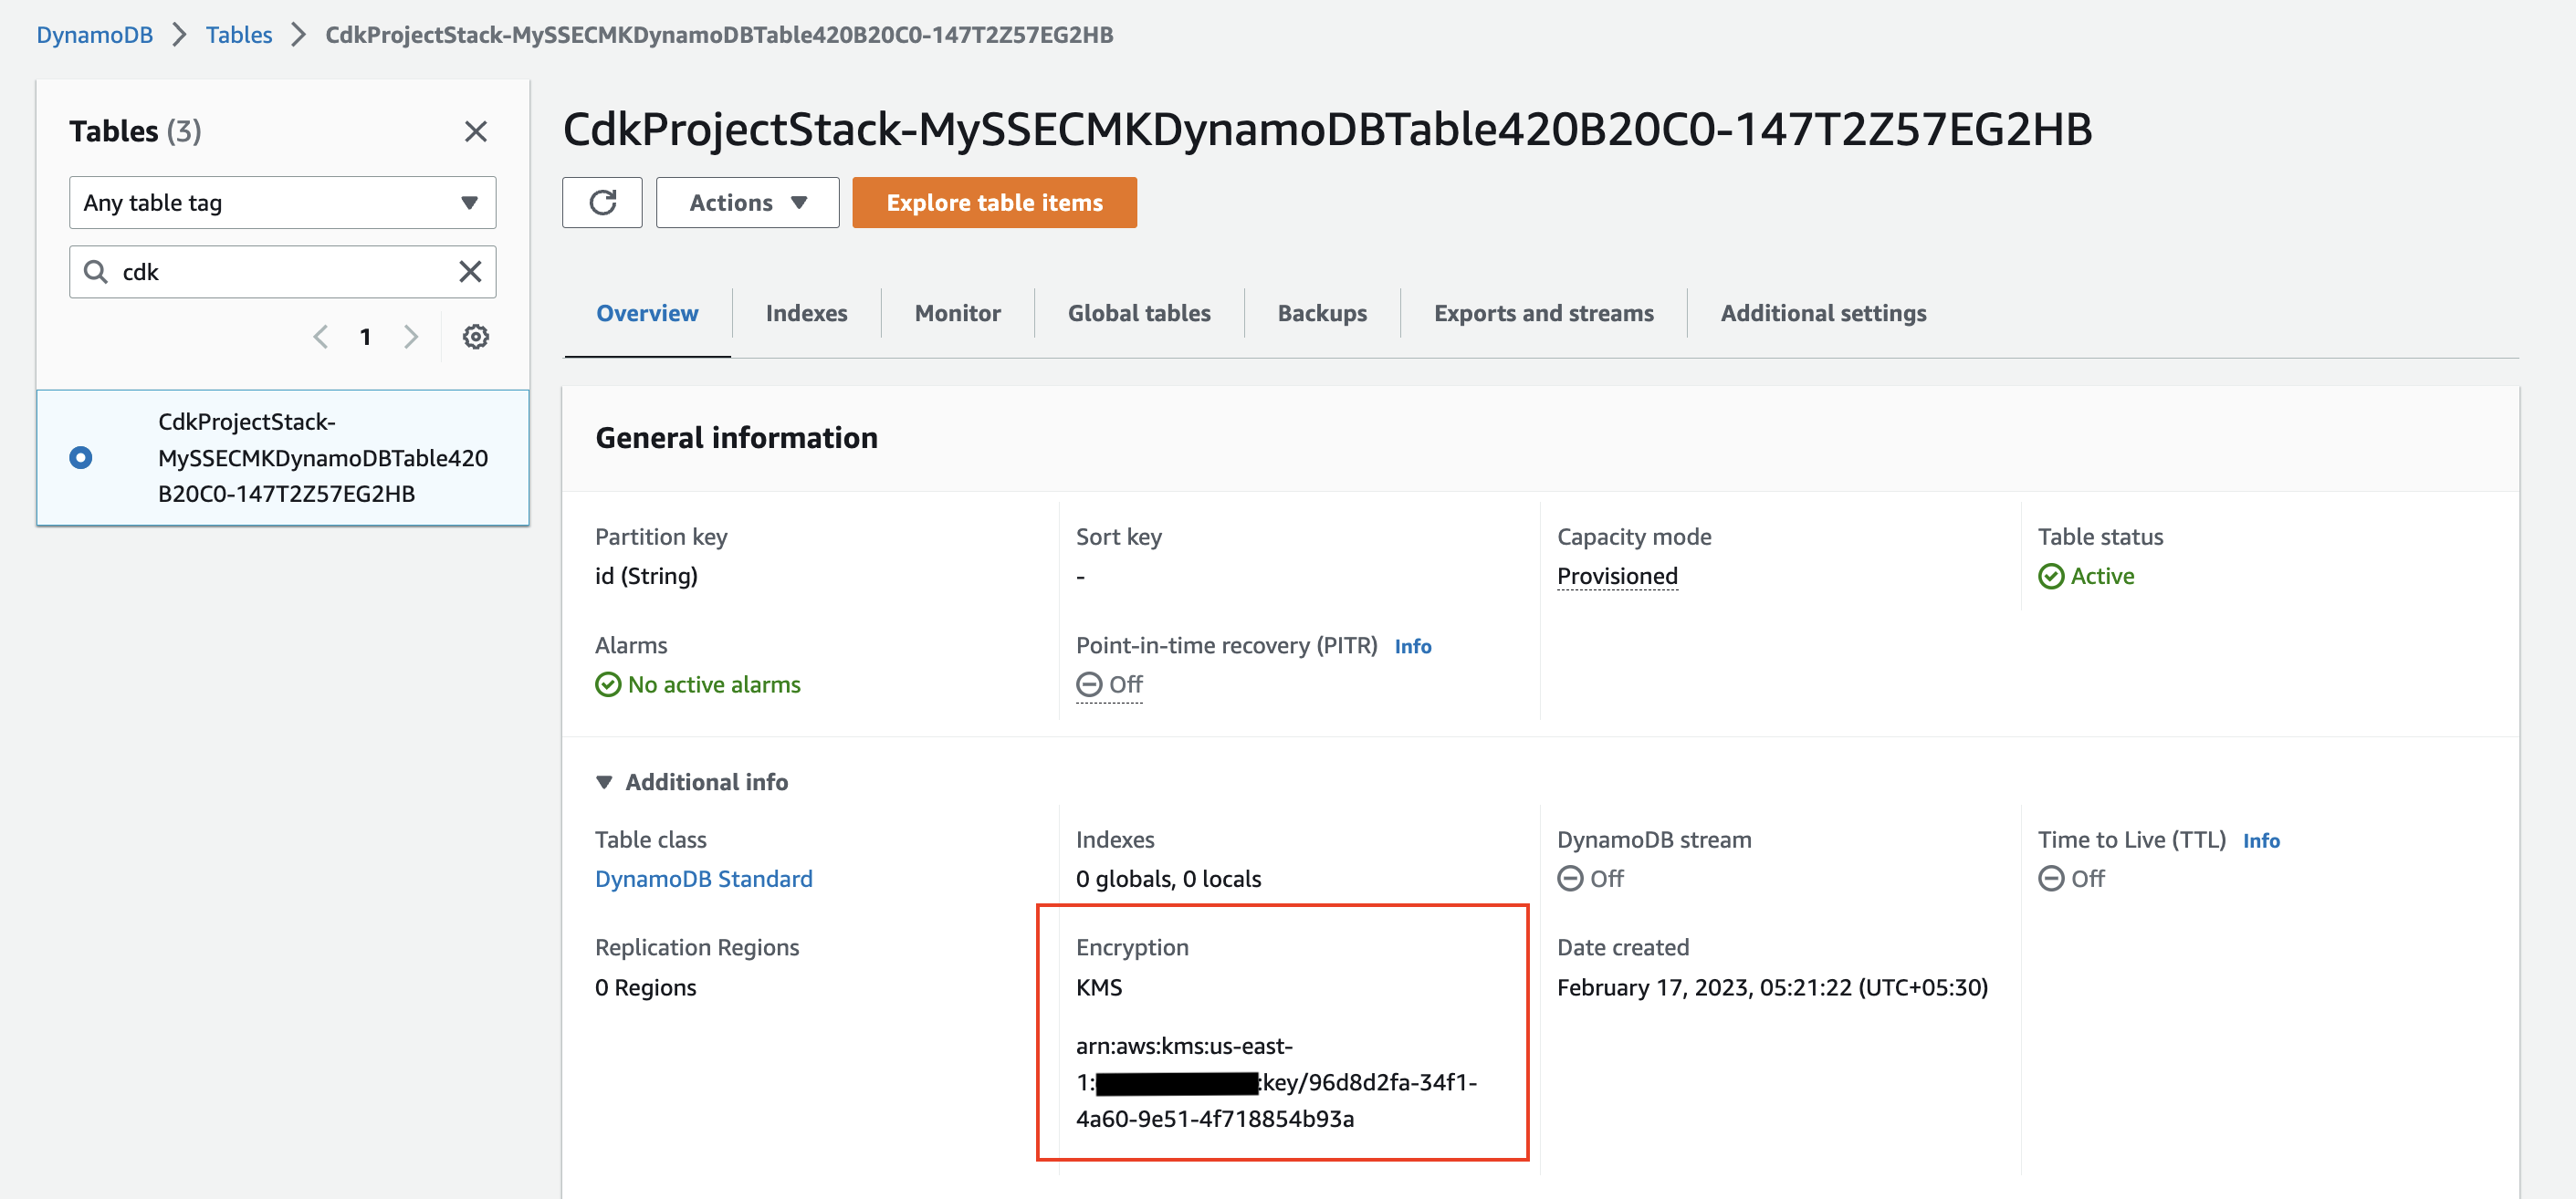 DynamoDB > Tables > CdkProjectStack-MySSECMKDynamoDBTable420B20C0-147T2Z57EG2HB
Tables (3)
Any table tag
cdk
1
CdkProjectStack-
MySSECMKDynamoDBTable420
B20C0-147T2Z57EG2HB
CdkProjectStack-MySSECMKDynamoDBTable420B20C0-147T2Z57EG2HB
Actions
Explore table items
Overview
Indexes
Monitor
Global tables
Backups
Exports and streams
Additional settings
General information
Partition key
id (String)
Sort key
-
Capacity mode
Provisioned
Table status
Active
Alarms
No active alarms
Point-in-time recovery (PITR) Info
Off
Additional info
Table class
DynamoDB Standard
Indexes
0 globals, 0 locals
DynamoDB stream
Off
Time to Live (TTL) Info
Off
Replication Regions
0 Regions
Encryption
KMS
arn:aws:kms:us-east-
1: :key/96d8d2fa-34f1-
4a60-9e51-4f718854b93a
Date created
February 17, 2023, 05:21:22 (UTC+05:30)